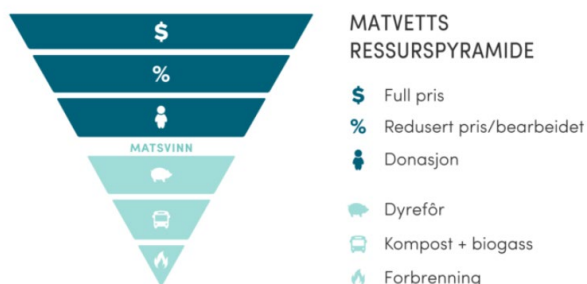 $
%
MATSVINN
MATVETTS
RESSURSPYRAMIDE
$ Full pris
% Redusert pris/bearbeidet
Donasjon
Dyrefôr
Kompost + biogass
Forbrenning